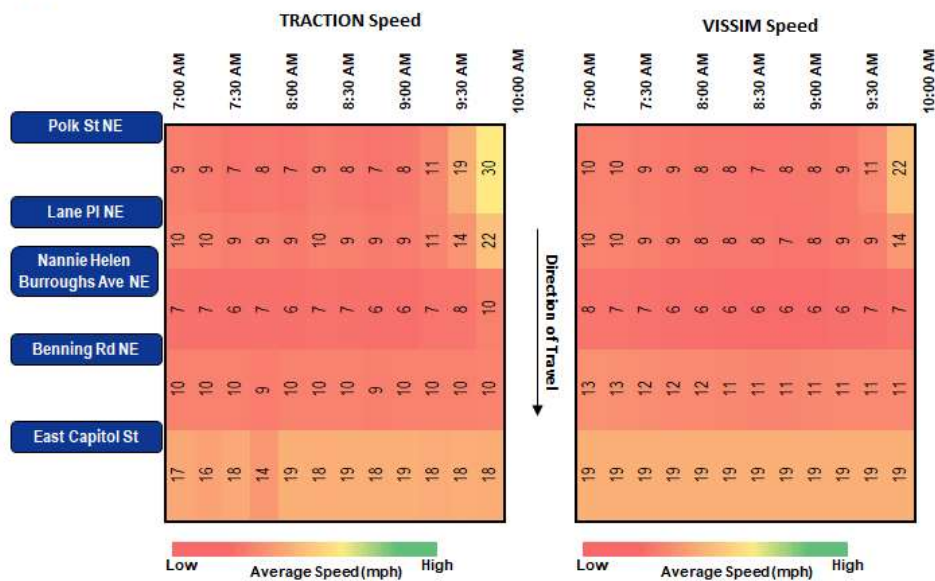 TRACTION Speed
VISSIM Speed
7:00 AM 7:30 AM 8:00 AM 8:30 AM 9:00 AM 9:30 AM 10:00 AM
7:00 AM 7:30 AM 8:00 AM 8:30 AM 9:00 AM 9:30 AM 10:00 AM
Polk St NE
9 9 7 8 7 9 8 7 8 11 19 30
10 10 9 9 8 8 7 8 8 9 11 22
Lane Pl NE
10 10 9 9 9 10 9 9 9 11 14 22
10 10 9 9 8 8 8 7 8 9 9 14
Nannie Helen
Burroughs Ave NE
7 7 6 7 6 7 7 6 6 7 8 10
8 7 7 6 6 6 6 6 6 6 7 7
Direction of Travel
Benning Rd NE
10 10 10 9 10 10 10 9 10 10 10 10
13 13 12 12 12 11 11 11 11 11 11 11
East Capitol St
17 16 18 14 19 18 19 18 19 18 18 18
19 19 19 19 19 19 19 19 19 19 19 19
Low Average Speed (mph) High
Low Average Speed (mph) High